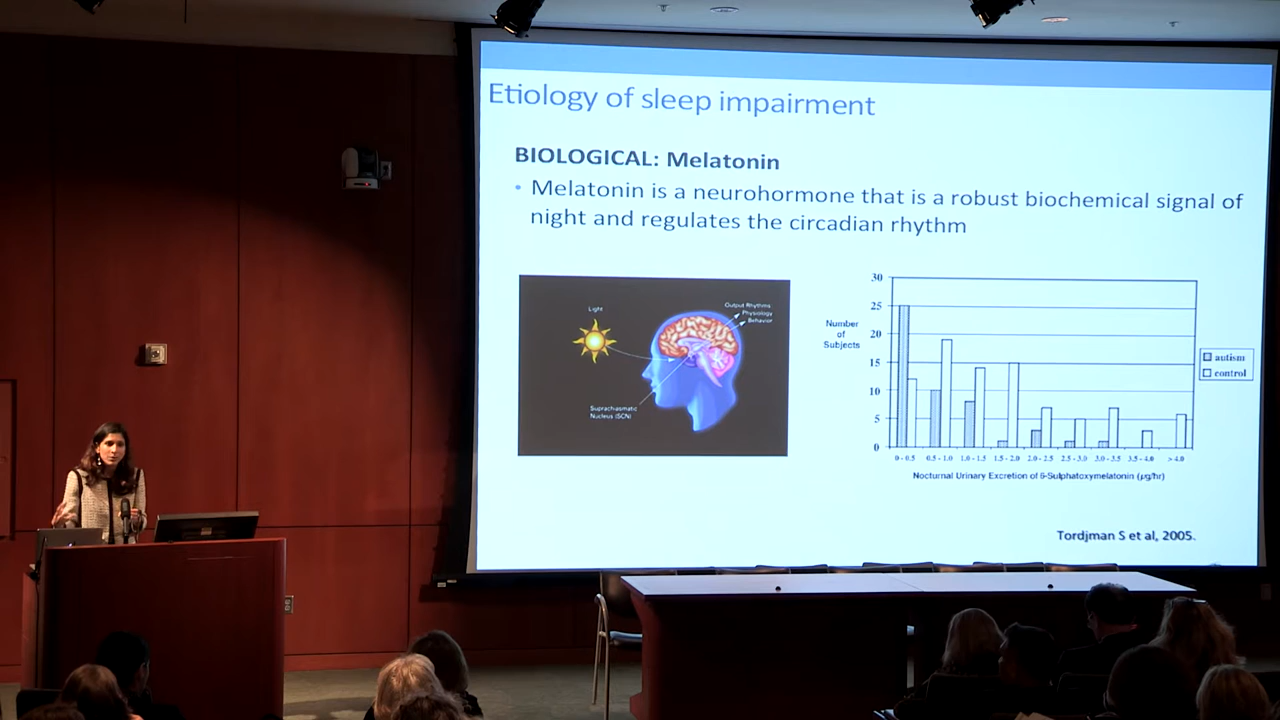 Etiology of sleep impairment
BIOLOGICAL: Melatonin
• Melatonin is a neurohormone that is a robust biochemical signal of
night and regulates the circadian rhythm
Light
Output Rhythms
Physiology
Behavior
Suprachasmatic
Nucleus (SCN)
Number
of
Subjects
30
25
20
15
10
5
0
0 - 0.5 0.5 - 1.0 1.0 - 1.5 1.5 - 2.0 2.0 - 2.5 2.5 - 3.0 3.0 - 3.5 3.5 - 4.0 > 4.0
Nocturnal Urinary Excretion of 6-Sulphatoxymelatonin (µg/hr)
autism
control
Tordjman S et al, 2005.